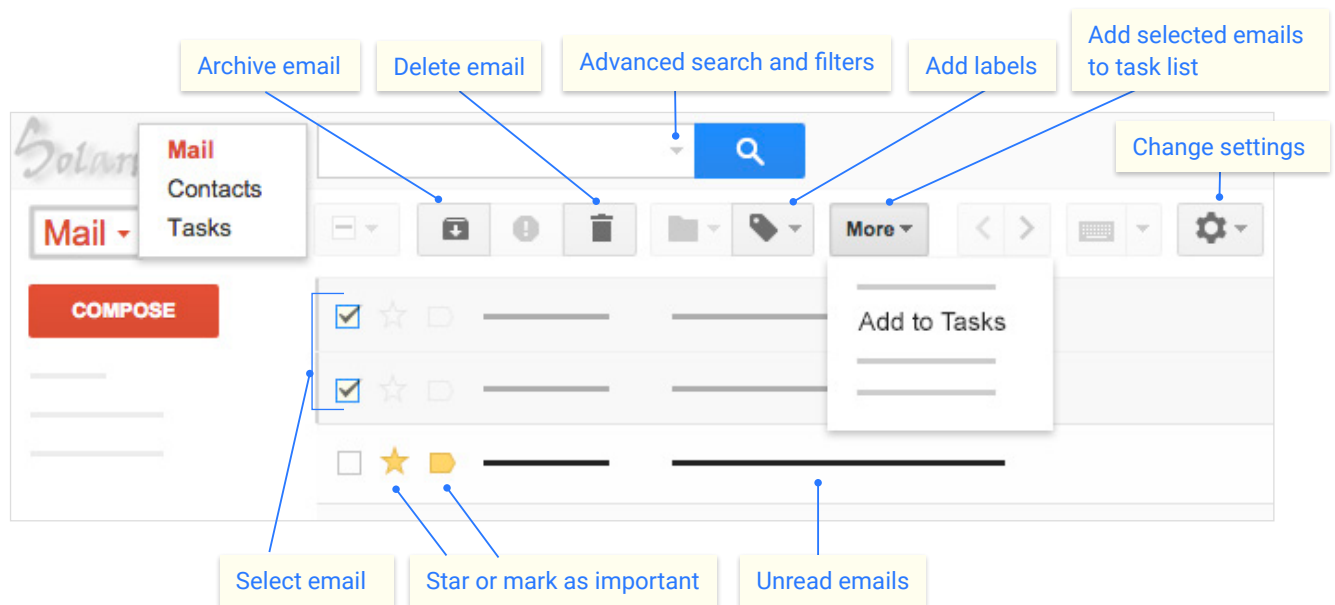 Add selected emails
to task list
Archive email
Delete email
Advanced search and filters
Add labels
Change settings
Mail
Contacts
Tasks
Mail
More
COMPOSE
Add to Tasks
Select email
Star or mark as important
Unread emails